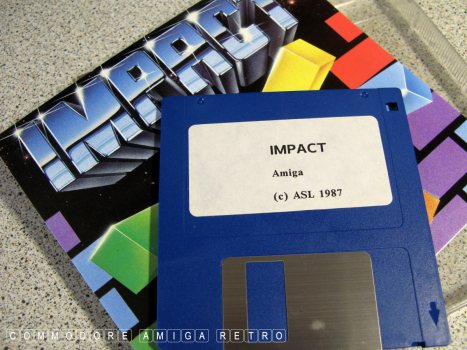 IMPACT
IMPACT
Amiga
(c) ASL 1987
COMMODORE AMIGA RETRO